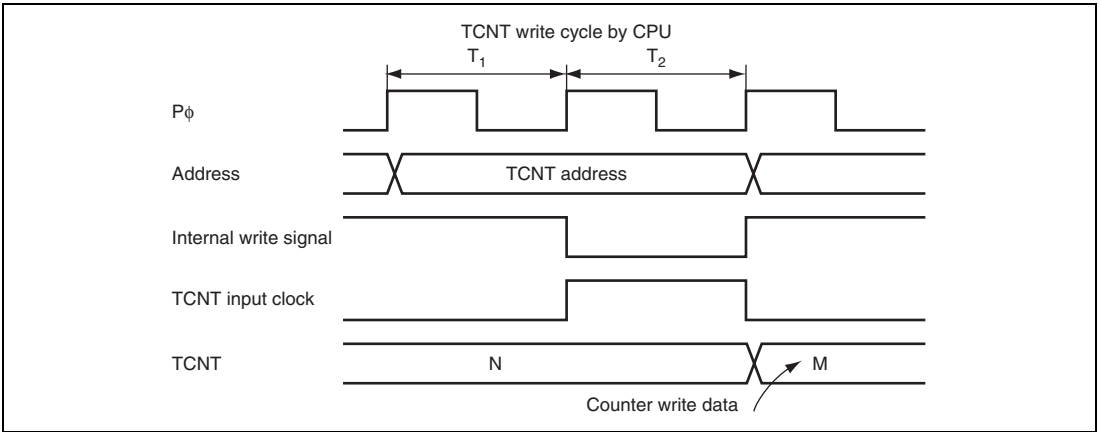 TCNT write cycle by CPU
T1 T2
Pϕ
Address TCNT address
Internal write signal
TCNT input clock
TCNT N M
Counter write data